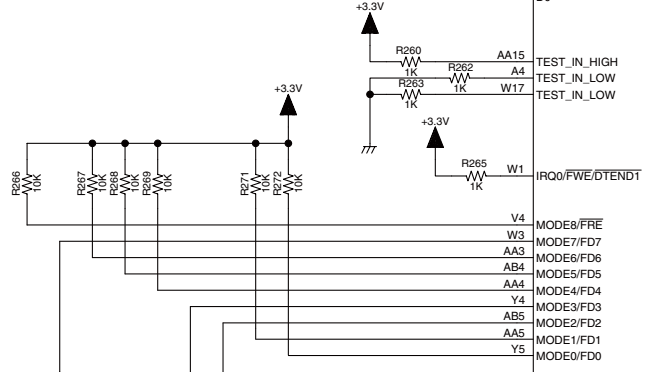 +3.3V
R260
1K
AA15
TEST_IN_HIGH
R262
1K
A4
TEST_IN_LOW
R263
1K
W17
TEST_IN_LOW
+3.3V
+3.3V
R265
1K
W1
IRQ0/FWE/DTEND1
R266
10K
R267
10K
R268
10K
R269
10K
R271
10K
R272
10K
V4
MODE8/FRE
W3
MODE7/FD7
AA3
MODE6/FD6
AB4
MODE5/FD5
AA4
MODE4/FD4
Y4
MODE3/FD3
AB5
MODE2/FD2
AA5
MODE1/FD1
Y5
MODE0/FD0